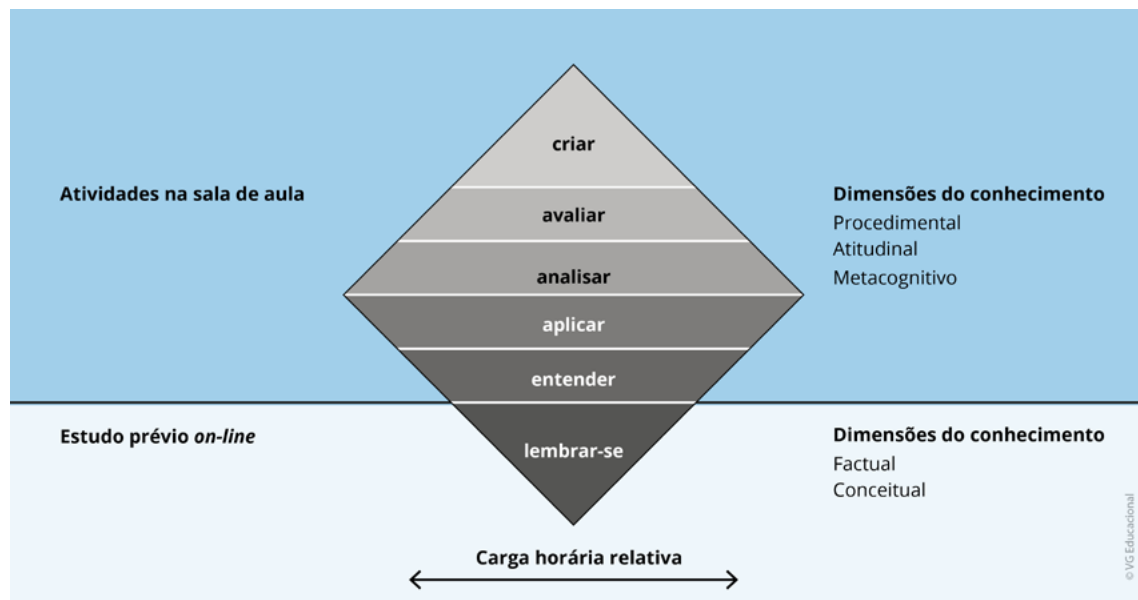 criar
avaliar
analisar
aplicar
entender
lembrar-se
Atividades na sala de aula
Dimensões do conhecimento
Procedimental
Atitudinal
Metacognitivo
Estudo prévio on-line
Dimensões do conhecimento
Factual
Conceitual
Carga horária relativa
© VG Educacional